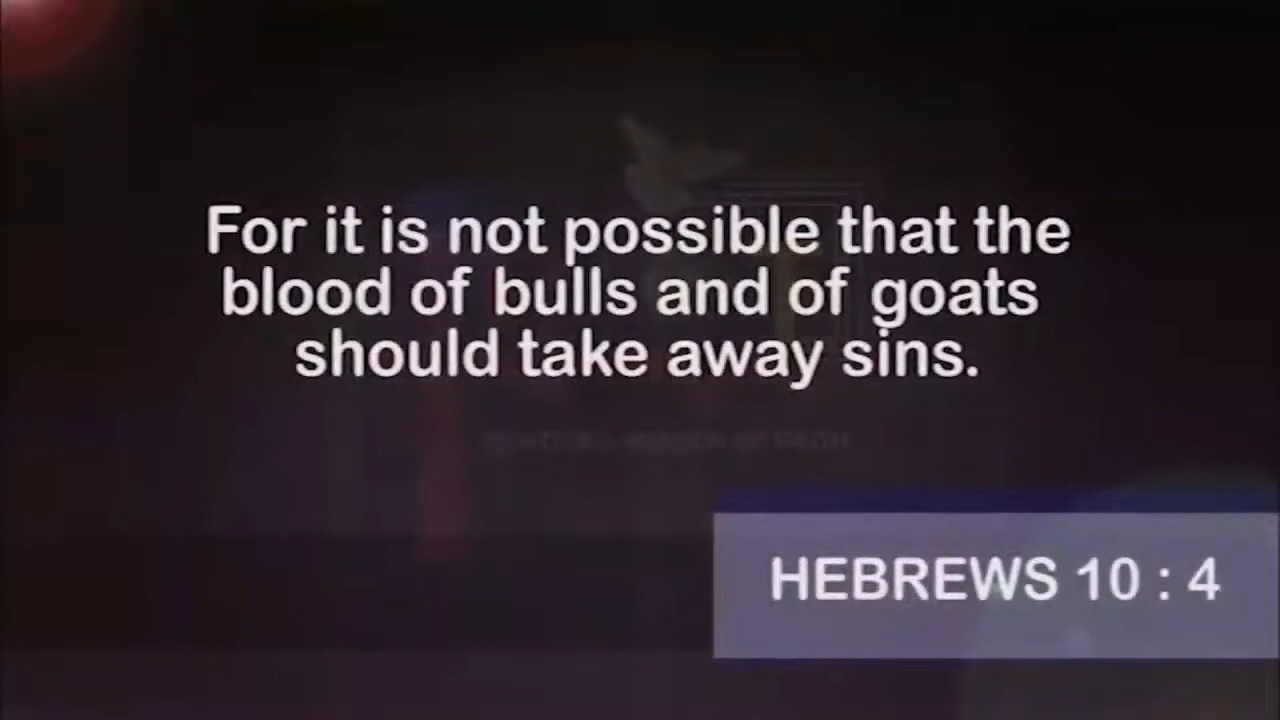 For it is not possible that the
blood of bulls and of goats
should take away sins.
HEBREWS 10 : 4